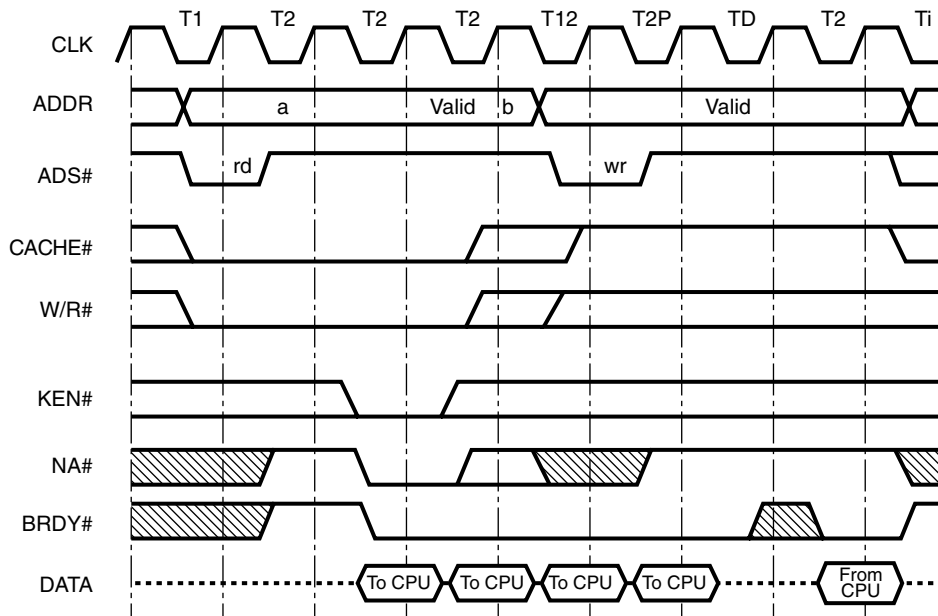 T1 T2 T2 T2 T12 T2P TD T2 Ti
CLK
ADDR a Valid b Valid
ADS# rd wr
CACHE#
W/R#
KEN#
NA#
BRDY#
DATA To CPU To CPU To CPU To CPU From
CPU